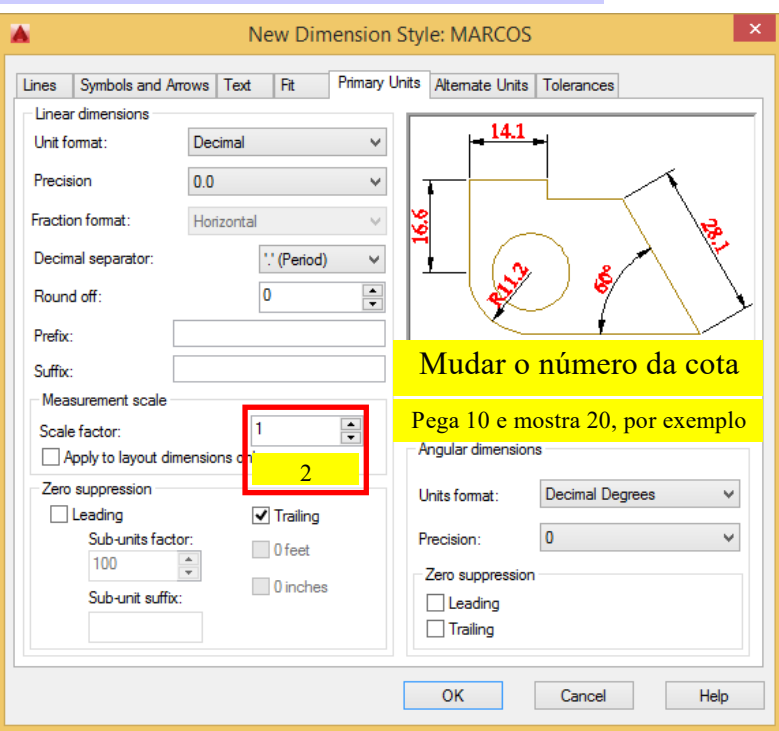 New Dimension Style: MARCOS
Lines Symbols and Arrows Text Fit Primary Units Alternate Units Tolerances
Linear dimensions
Unit format: Decimal
Precision 0.0
Fraction format: Horizontal
Decimal separator: '.' (Period)
Round off: 0
Prefix:
Suffix:
Measurement scale
Scale factor: 1
Apply to layout dimensions
2
Zero suppression
Leading Trailing
Sub-units factor: 0 feet
100
0 inches
Sub-unit suffix:
14.1
16.6
28.1
R11.2
60°
Mudar o número da cota
Pega 10 e mostra 20, por exemplo
Angular dimensions
Units format: Decimal Degrees
Precision: 0
Zero suppression
Leading
Trailing
OK Cancel Help